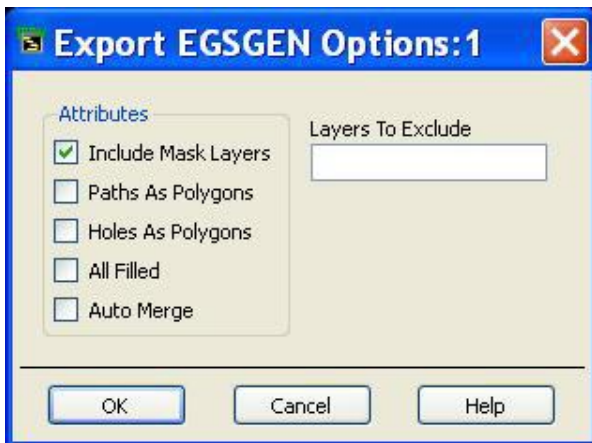 Export EGSGEN Options:1
Attributes
Include Mask Layers
Paths As Polygons
Holes As Polygons
All Filled
Auto Merge
Layers To Exclude
OK
Cancel
Help